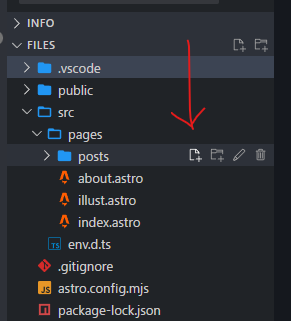 INFO
FILES
.vscode
public
src
pages
posts
about.astro
illust.astro
index.astro
TS env.d.ts
.gitignore
astro.config.mjs
package-lock.json